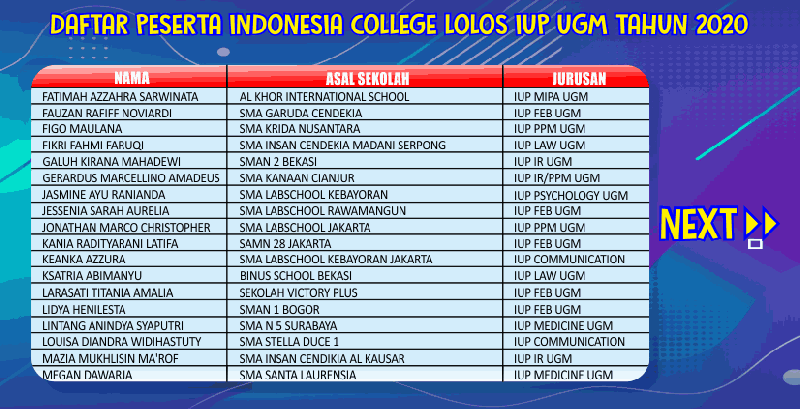 DAFTAR PESERTA INDONESIA COLLEGE LOLOS IUP UGM TAHUN 2020
NAMA ASAL SEKOLAH JURUSAN
FATIMAH AZZAHRA SARWINATA AL KHOR INTERNATIONAL SCHOOL IUP MIPA UGM
FAUZAN RAFIFF NOVIARDI SMA GARUDA CENDEKIA IUP FEB UGM
FIGO MAULANA SMA KRIDA NUSANTARA IUP PPM UGM
FIKRI FAHMI FARUQI SMA INSAN CENDEKIA MADANI SERPONG IUP LAW UGM
GALUH KIRANA MAHADEWI SMAN 2 BEKASI IUP IR UGM
GERARDUS MARCELLINO AMADEUS SMA KANAAN CIANJUR IUP IR/PPM UGM
JASMINE AYU RANIANDA SMA LABSCHOOL KEBAYORAN IUP PSYCHOLOGY UGM
JESSENIA SARAH AURELIA SMA LABSCHOOL RAWAMANGUN IUP FEB UGM
JONATHAN MARCO CHRISTOPHER SMA LABSCHOOL JAKARTA IUP PPM UGM
KANIA RADITYARANI LATIFA SAMN 28 JAKARTA IUP FEB UGM
KEANKA AZZURA SMA LABSCHOOL KEBAYORAN JAKARTA IUP COMMUNICATION
KSATRIA ABIMANYU BINUS SCHOOL BEKASI IUP LAW UGM
LARASATI TITANIA AMALIA SEKOLAH VICTORY PLUS IUP FEB UGM
LIDYA HENILESTA SMAN 1 BOGOR IUP FEB UGM
LINTANG ANINDYA SYAPUTRI SMA N 5 SURABAYA IUP MEDICINE UGM
LOUISA DIANDRA WIDIHASTUTY SMA STELLA DUCE 1 IUP COMMUNICATION
MAZIA MUKHLISIN MA'ROF SMA INSAN CENDIKIA AL KAUSAR IUP IR UGM
MEGAN DAWARIA SMA SANTA LAURENSIA IUP MEDICINE UGM
NEXT